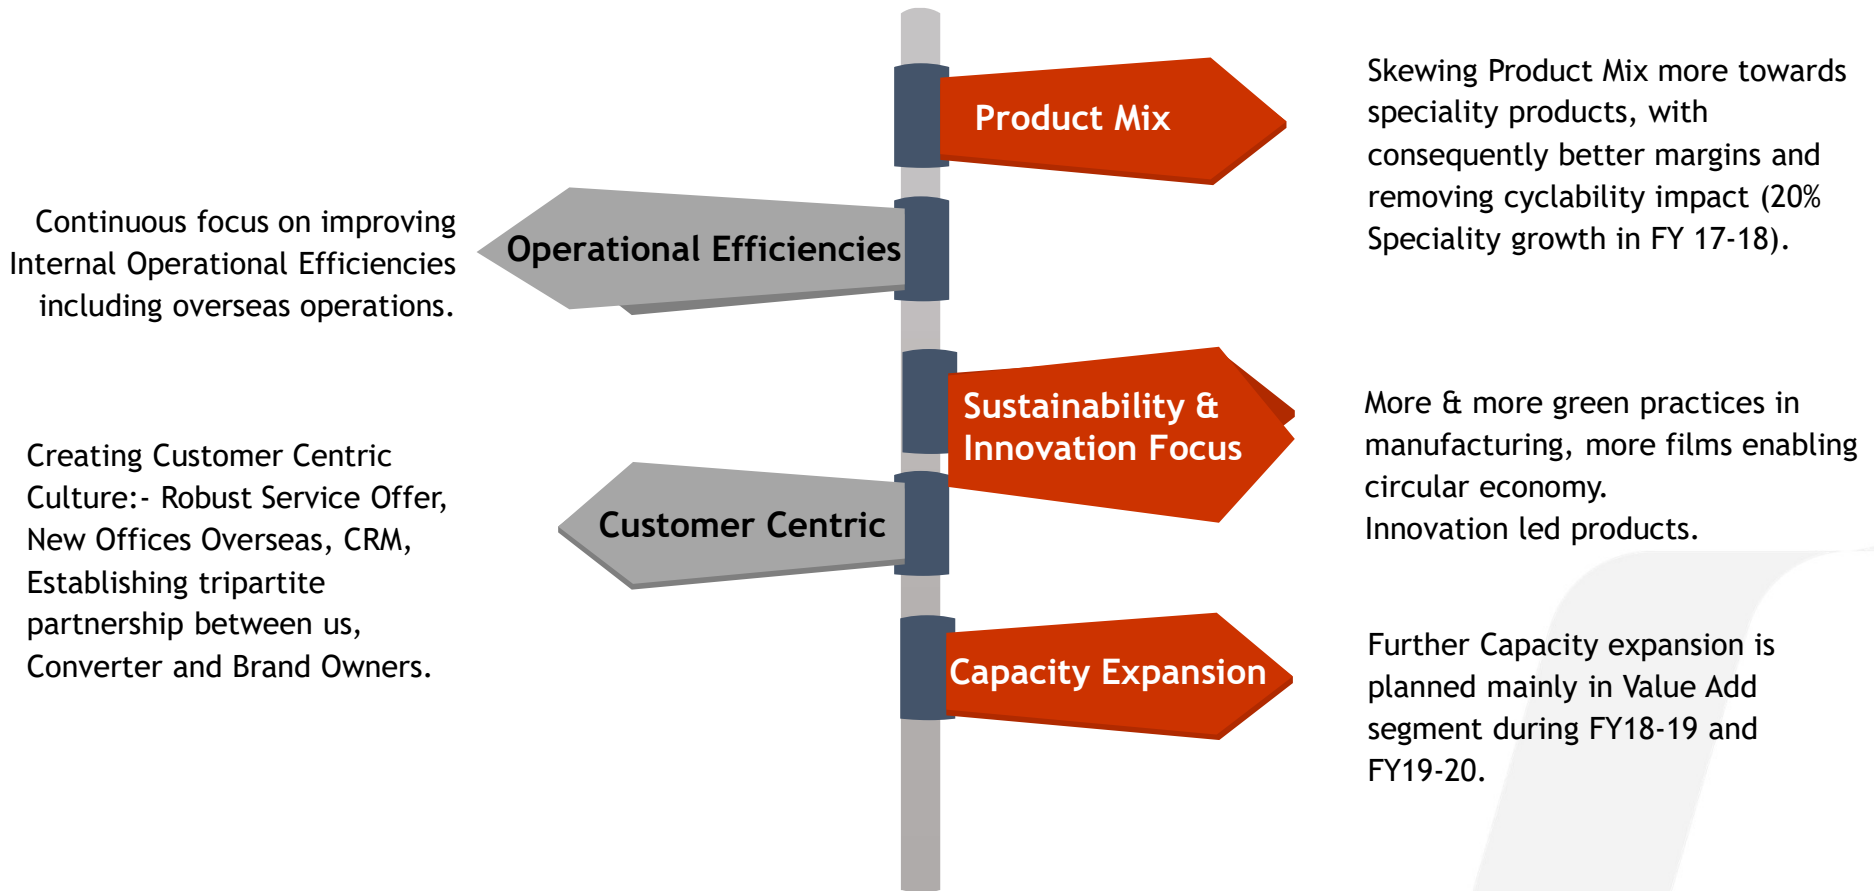 Product Mix
Skewing Product Mix more towards
speciality products, with
consequently better margins and
removing cyclability impact (20%
Speciality growth in FY 17-18).
Continuous focus on improving
Internal Operational Efficiencies
including overseas operations.
Operational Efficiencies
Sustainability &
Innovation Focus
More & more green practices in
manufacturing, more films enabling
circular economy.
Innovation led products.
Creating Customer Centric
Culture:- Robust Service Offer,
New Offices Overseas, CRM,
Establishing tripartite
partnership between us,
Converter and Brand Owners.
Customer Centric
Capacity Expansion
Further Capacity expansion is
planned mainly in Value Add
segment during FY18-19 and
FY19-20.